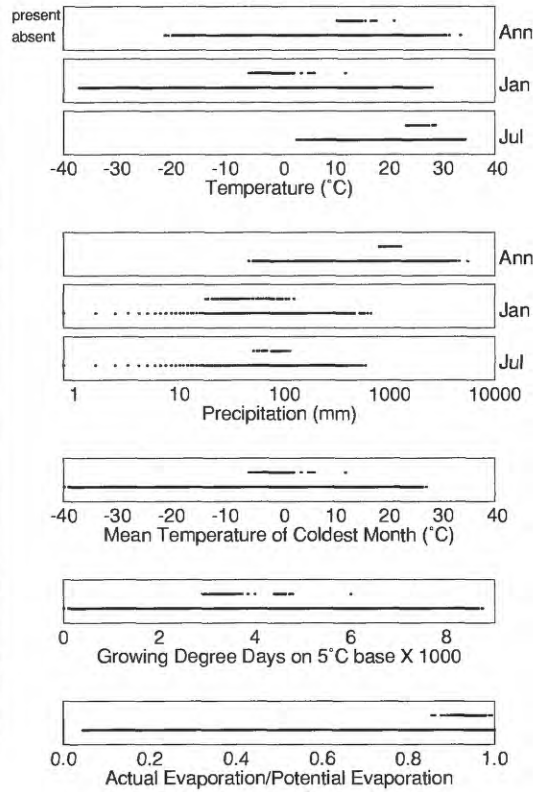 present
absent
Ann
Jan
Jul
-40 -30 -20 -10 0 10 20 30 40
Temperature (˚C)
Ann
Jan
Jul
1 10 100 1000 10000
Precipitation (mm)
-40 -30 -20 -10 0 10 20 30 40
Mean Temperature of Coldest Month (˚C)
0 2 4 6 8
Growing Degree Days on 5˚C base X 1000
0.0 0.2 0.4 0.6 0.8 1.0
Actual Evaporation/Potential Evaporation